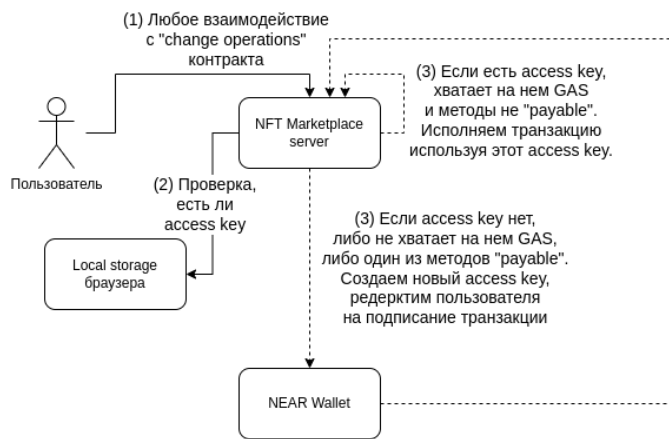 (1) Любое взаимодействие
с "change operations"
контракта
(3) Если есть access key,
хватает на нем GAS
и методы не "payable".
Исполняем транзакцию
используя этот access key.
NFT Marketplace
server
Пользователь
(2) Проверка,
есть ли
access key
Local storage
браузера
(3) Если access key нет,
либо не хватает на нем GAS,
либо один из методов "payable".
Создаем новый access key,
редерктим пользователя
на подписание транзакции
NEAR Wallet